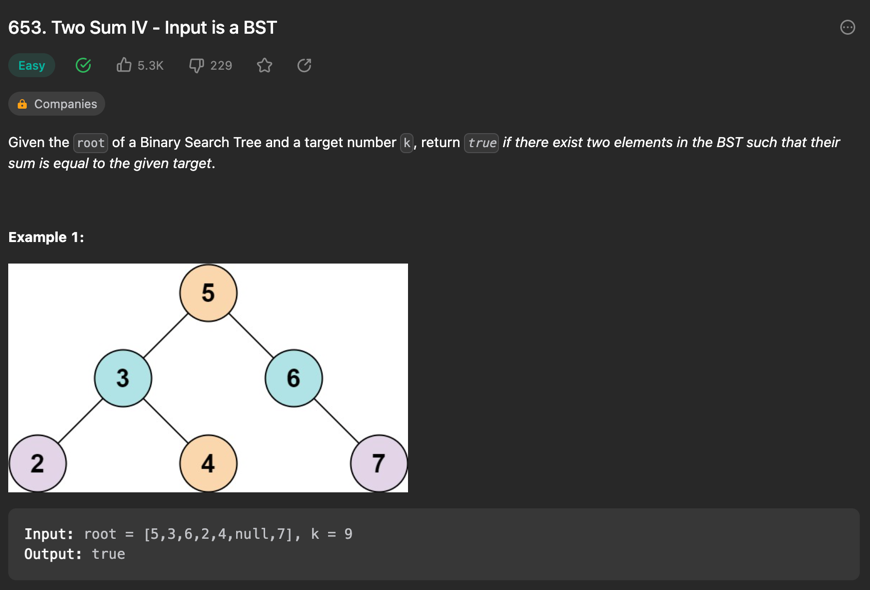 653. Two Sum IV - Input is a BST
Easy 5.3K 229
Companies
Given the root of a Binary Search Tree and a target number k, return true if there exist two elements in the BST such that their
sum is equal to the given target.
Example 1:
5
3 6
2 4 7
Input: root = [5,3,6,2,4,null,7], k = 9
Output: true